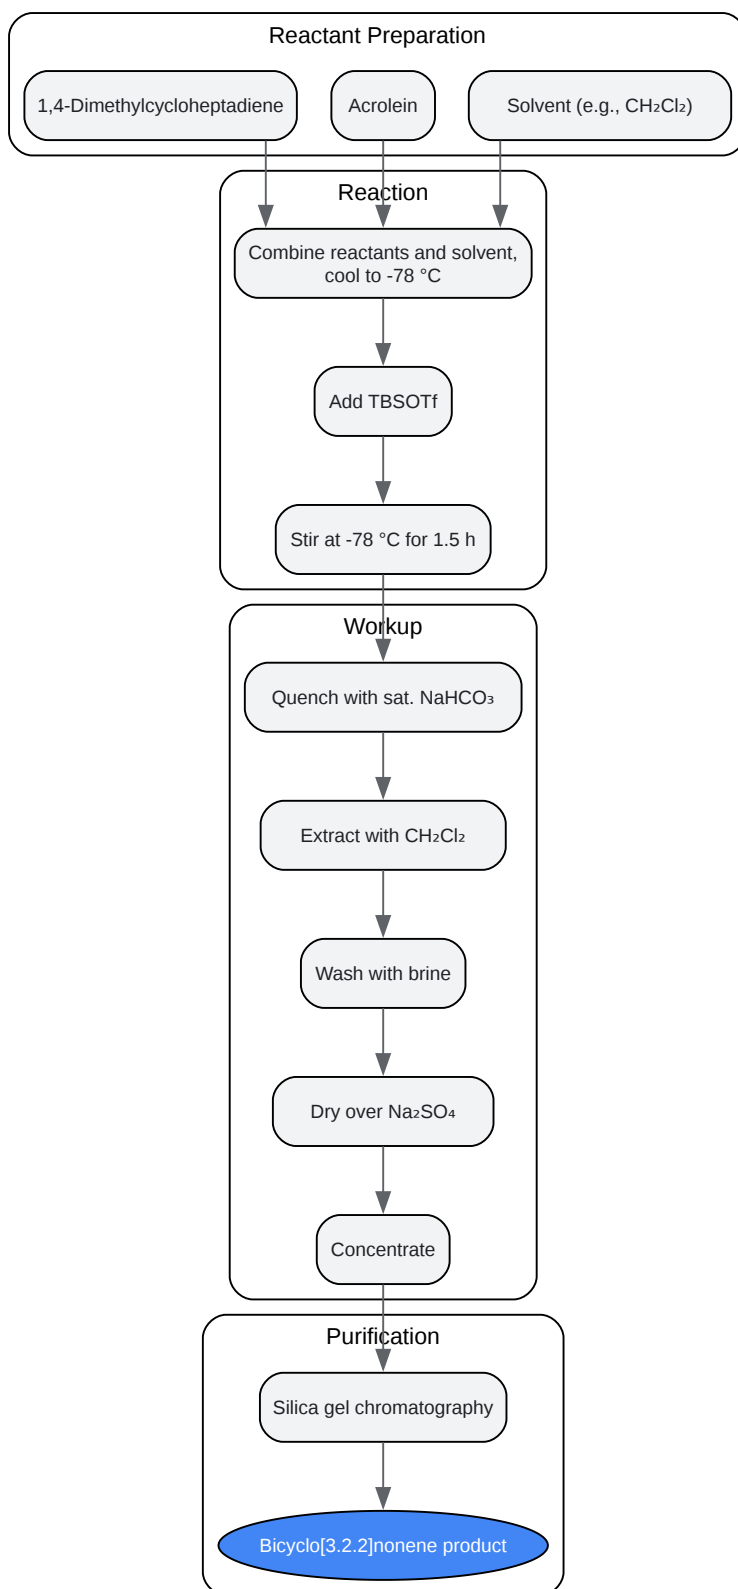 Reactant Preparation
1,4-Dimethylcycloheptadiene
Acrolein
Solvent (e.g., CH₂Cl₂)
Reaction
Combine reactants and solvent,
cool to -78 °C
Add TBSOTf
Stir at -78 °C for 1.5 h
Workup
Quench with sat. NaHCO₃
Extract with CH₂Cl₂
Wash with brine
Dry over Na₂SO₄
Concentrate
Purification
Silica gel chromatography
Bicyclo[3.2.2]nonene product